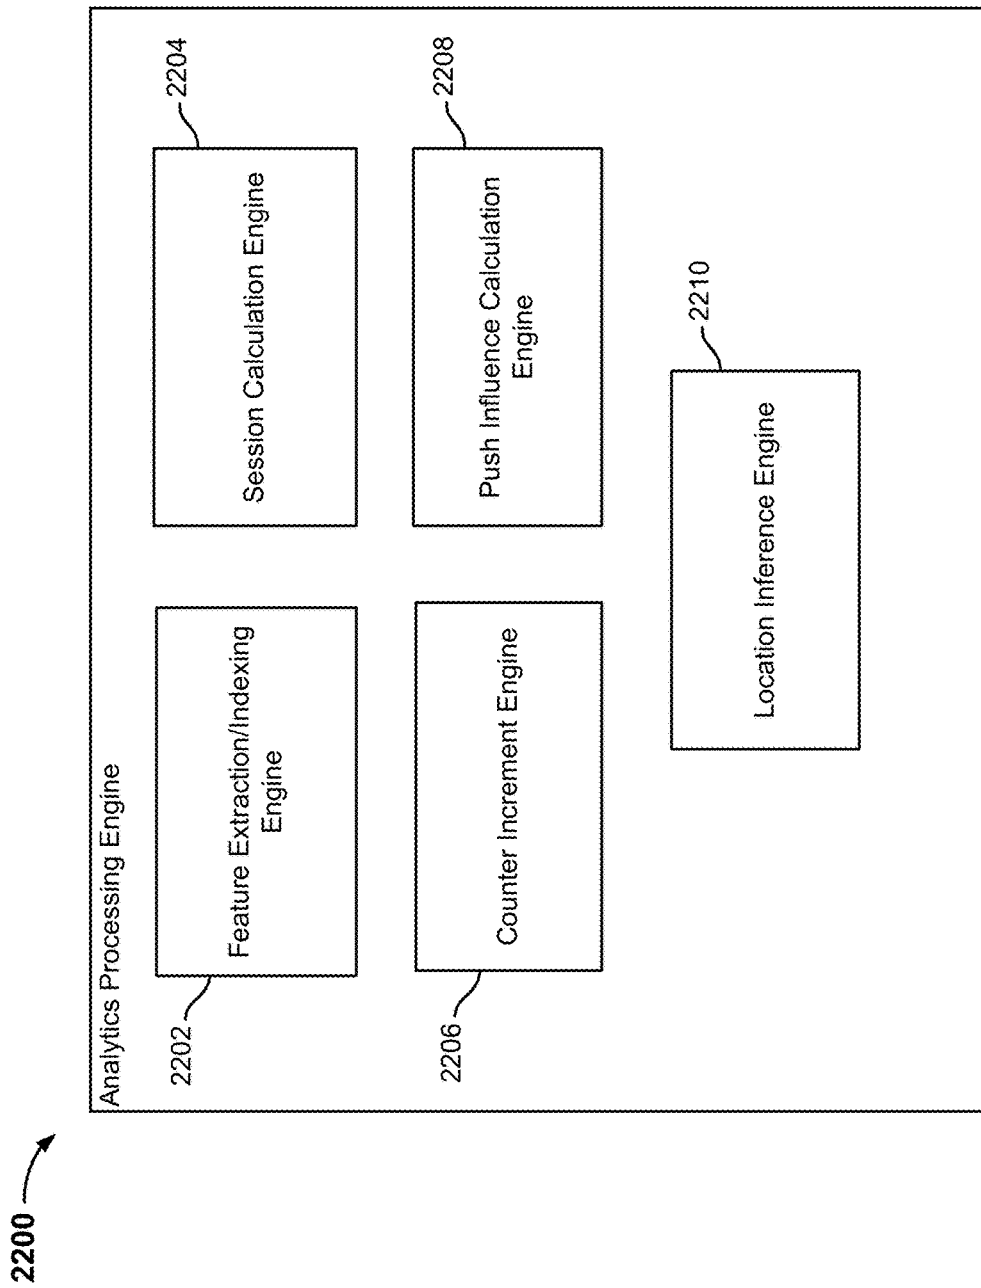 2200
Analytics Processing Engine
2202
Feature Extraction/Indexing
Engine
Session Calculation Engine
2204
2206
Counter Increment Engine
Push Influence Calculation
Engine
2208
Location Inference Engine
2210